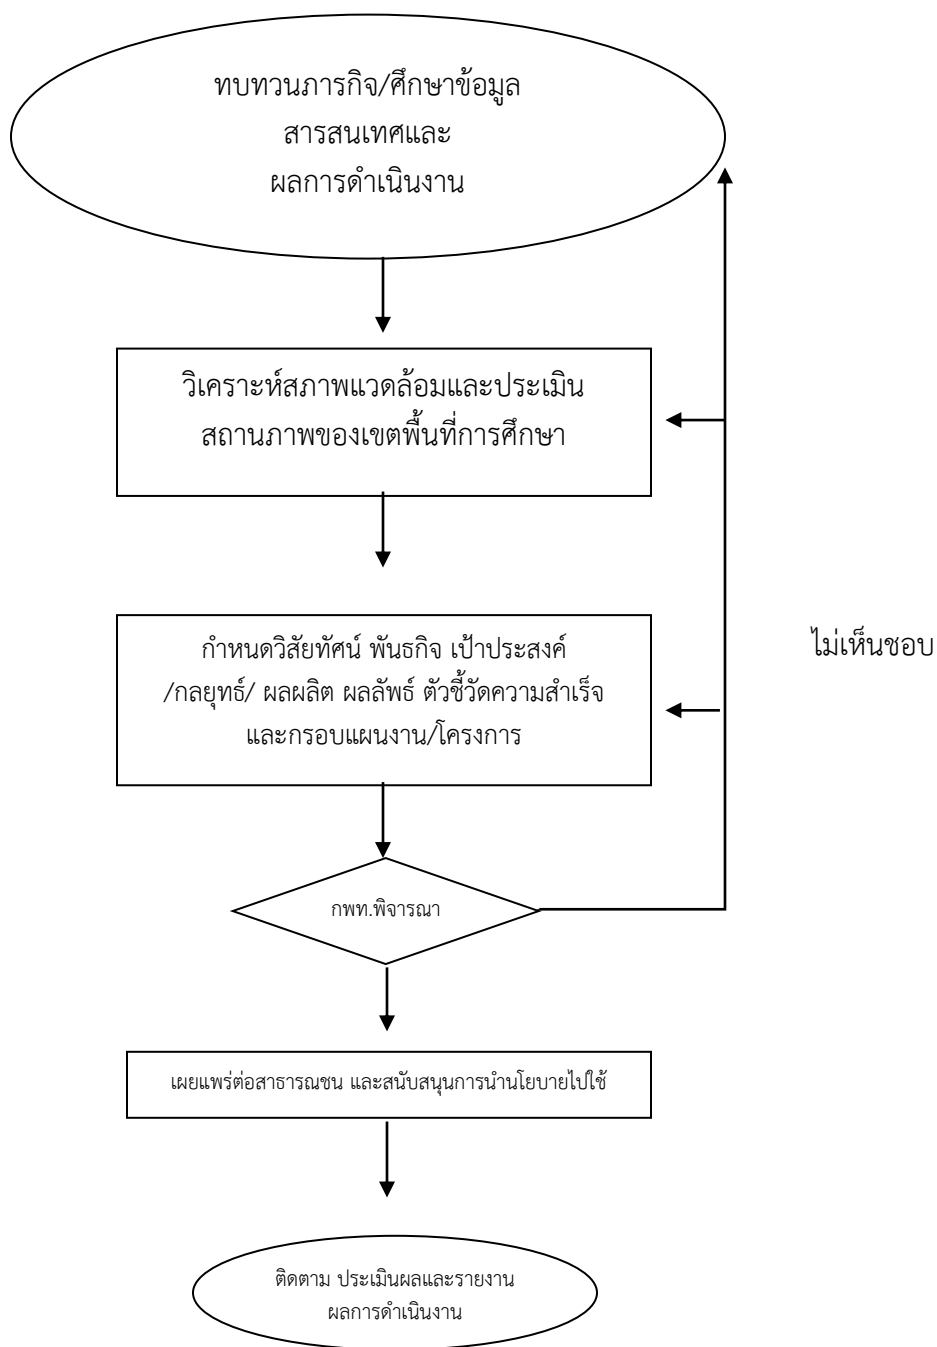 ทบทวนภารกิจ/ศึกษาข้อมูล
สารสนเทศและ
ผลการดำเนินงาน
วิเคราะห์สภาพแวดล้อมและประเมิน
สถานภาพของเขตพื้นที่การศึกษา
กำหนดวิสัยทัศน์ พันธกิจ เป้าประสงค์
/กลยุทธ์/ ผลผลิต ผลลัพธ์ ตัวชี้วัดความสำเร็จ
และกรอบแผนงาน/โครงการ
ไม่เห็นชอบ
กพท.พิจารณา
เผยแพร่ต่อสาธารณชน และสนับสนุนการนำนโยบายไปใช้
ติดตาม ประเมินผลและรายงาน
ผลการดำเนินงาน